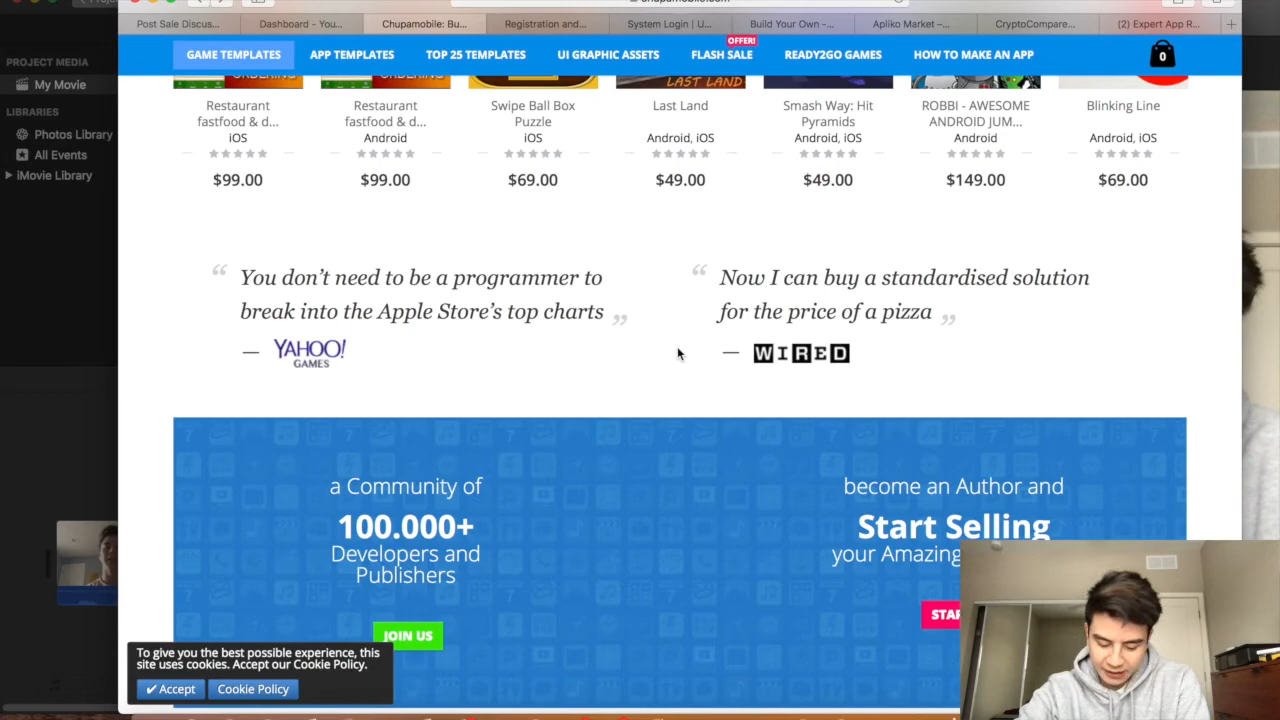 Post Sale Discus...
Dashboard - You...
Chupamobile: Bu...
Registration and...
System Login | U...
Build Your Own -...
Apliko Market -...
CryptoCompare...
(2) Expert App R...
PROJECT MEDIA
My Movie
LIBRARIES
Photos Library
All Events
iMovie Library
GAME TEMPLATES
APP TEMPLATES
TOP 25 TEMPLATES
UI GRAPHIC ASSETS
OFFER!
FLASH SALE
READY2GO GAMES
HOW TO MAKE AN APP
0
LAST LAND
Restaurant
fastfood & d...
iOS
$99.00
Restaurant
fastfood & d...
Android
$99.00
Swipe Ball Box
Puzzle
iOS
$69.00
Last Land
Android, iOS
$49.00
Smash Way: Hit
Pyramids
Android, iOS
$49.00
ROBBI - AWESOME
ANDROID JUM...
Android
$149.00
Blinking Line
Android, iOS
$69.00
“ You don’t need to be a programmer to
break into the Apple Store’s top charts ”
— YAHOO!
GAMES
“ Now I can buy a standardised solution
for the price of a pizza ”
— WIRED
a Community of
100.000+
Developers and
Publishers
JOIN US
become an Author and
Start Selling
your Amazing
To give you the best possible experience, this
site uses cookies. Accept our Cookie Policy.
✔ Accept
Cookie Policy